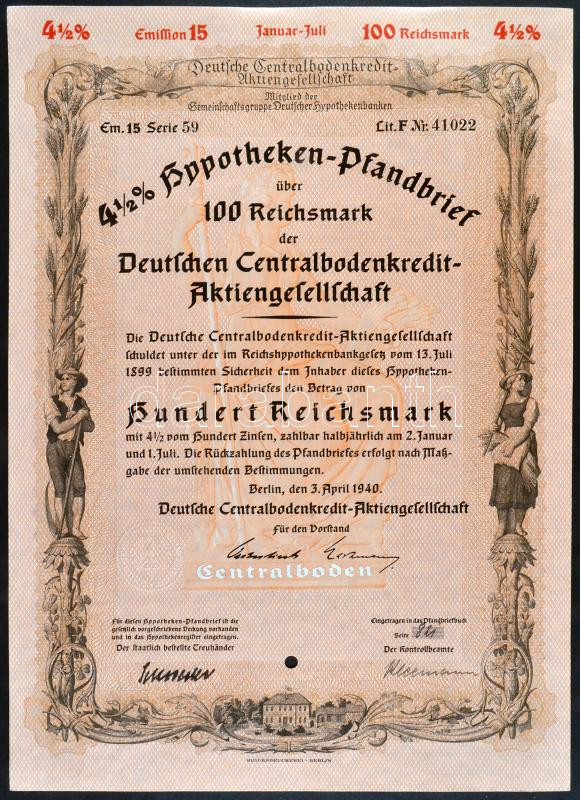 4½% Emission 15 Januar-Juli 100 Reichsmark 4½%
Deutsche Centralbodenkredit-
Aktiengesellschaft
Mitglied der
Gemeinschaftsgruppe Deutscher Hypothekenbanken
Em. 15 Serie 59 Lit. F Nr. 41022
4½% Hypotheken-Pfandbrief
über
100 Reichsmark
der
Deutschen Centralbodenkredit-
Aktiengesellschaft
Die Deutsche Centralbodenkredit-Aktiengesellschaft
schuldet unter der im Reichshypothekenbankgesetz vom 13. Juli
1899 bestimmten Sicherheit dem Inhaber dieses Hypotheken-
Pfandbriefes den Betrag von
Hundert Reichsmark
mit 4½ vom Hundert Zinsen, zahlbar halbjährlich am 2. Januar
und 1. Juli. Die Rückzahlung des Pfandbriefes erfolgt nach Maß-
gabe der umstehenden Bestimmungen.
Berlin, den 3. April 1940.
Deutsche Centralbodenkredit-Aktiengesellschaft
Für den Vorstand
Centralboden
Für diesen Hypotheken-Pfandbrief ist die
gesetzlich vorgeschriebene Deckung vorhanden
und in das Hypothekenregister eingetragen.
Der staatlich bestellte Treuhänder
Eingetragen in das Pfandbriefbuch
Seite
Der Kontrollbeamte
REICHSDRUCKEREI · BERLIN
darabanth